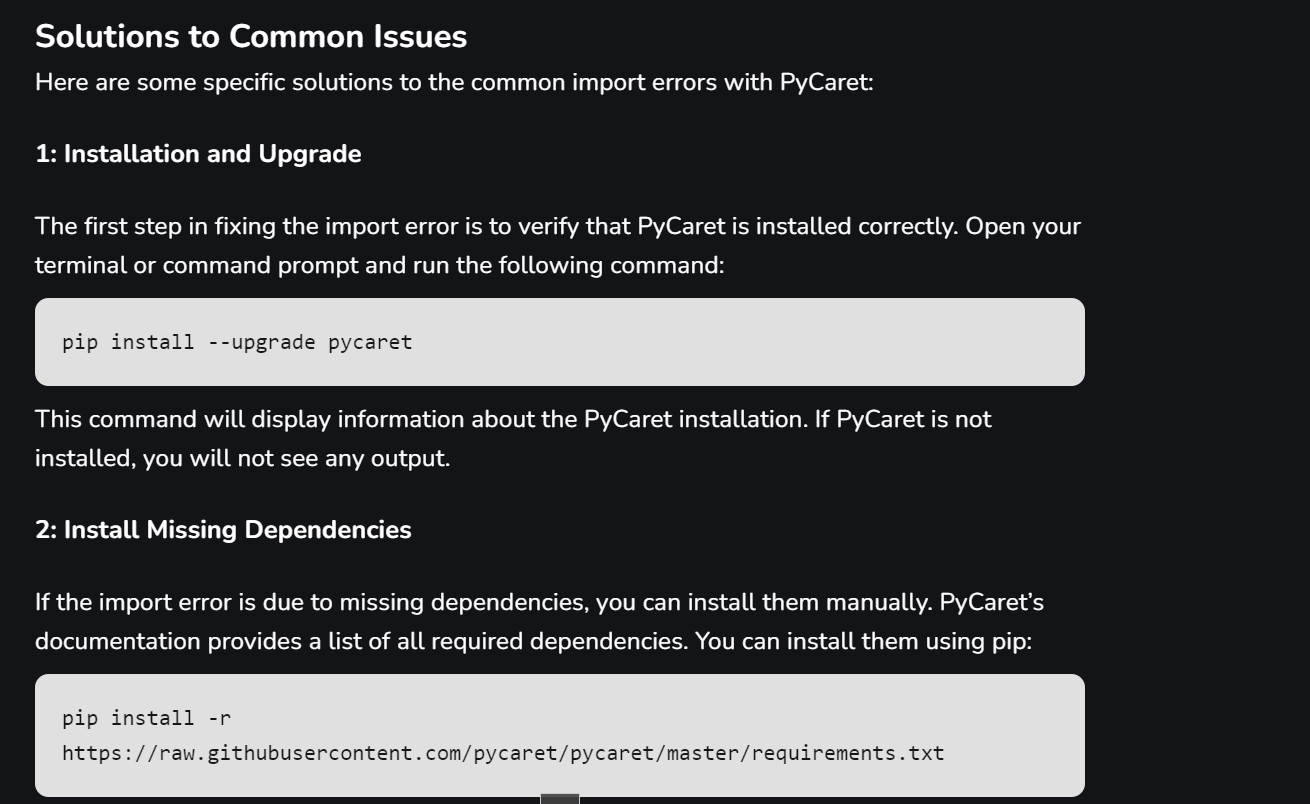 Solutions to Common Issues
Here are some specific solutions to the common import errors with PyCaret:
1: Installation and Upgrade
The first step in fixing the import error is to verify that PyCaret is installed correctly. Open your
terminal or command prompt and run the following command:
pip install --upgrade pycaret
This command will display information about the PyCaret installation. If PyCaret is not
installed, you will not see any output.
2: Install Missing Dependencies
If the import error is due to missing dependencies, you can install them manually. PyCaret’s
documentation provides a list of all required dependencies. You can install them using pip:
pip install -r
https://raw.githubusercontent.com/pycaret/pycaret/master/requirements.txt